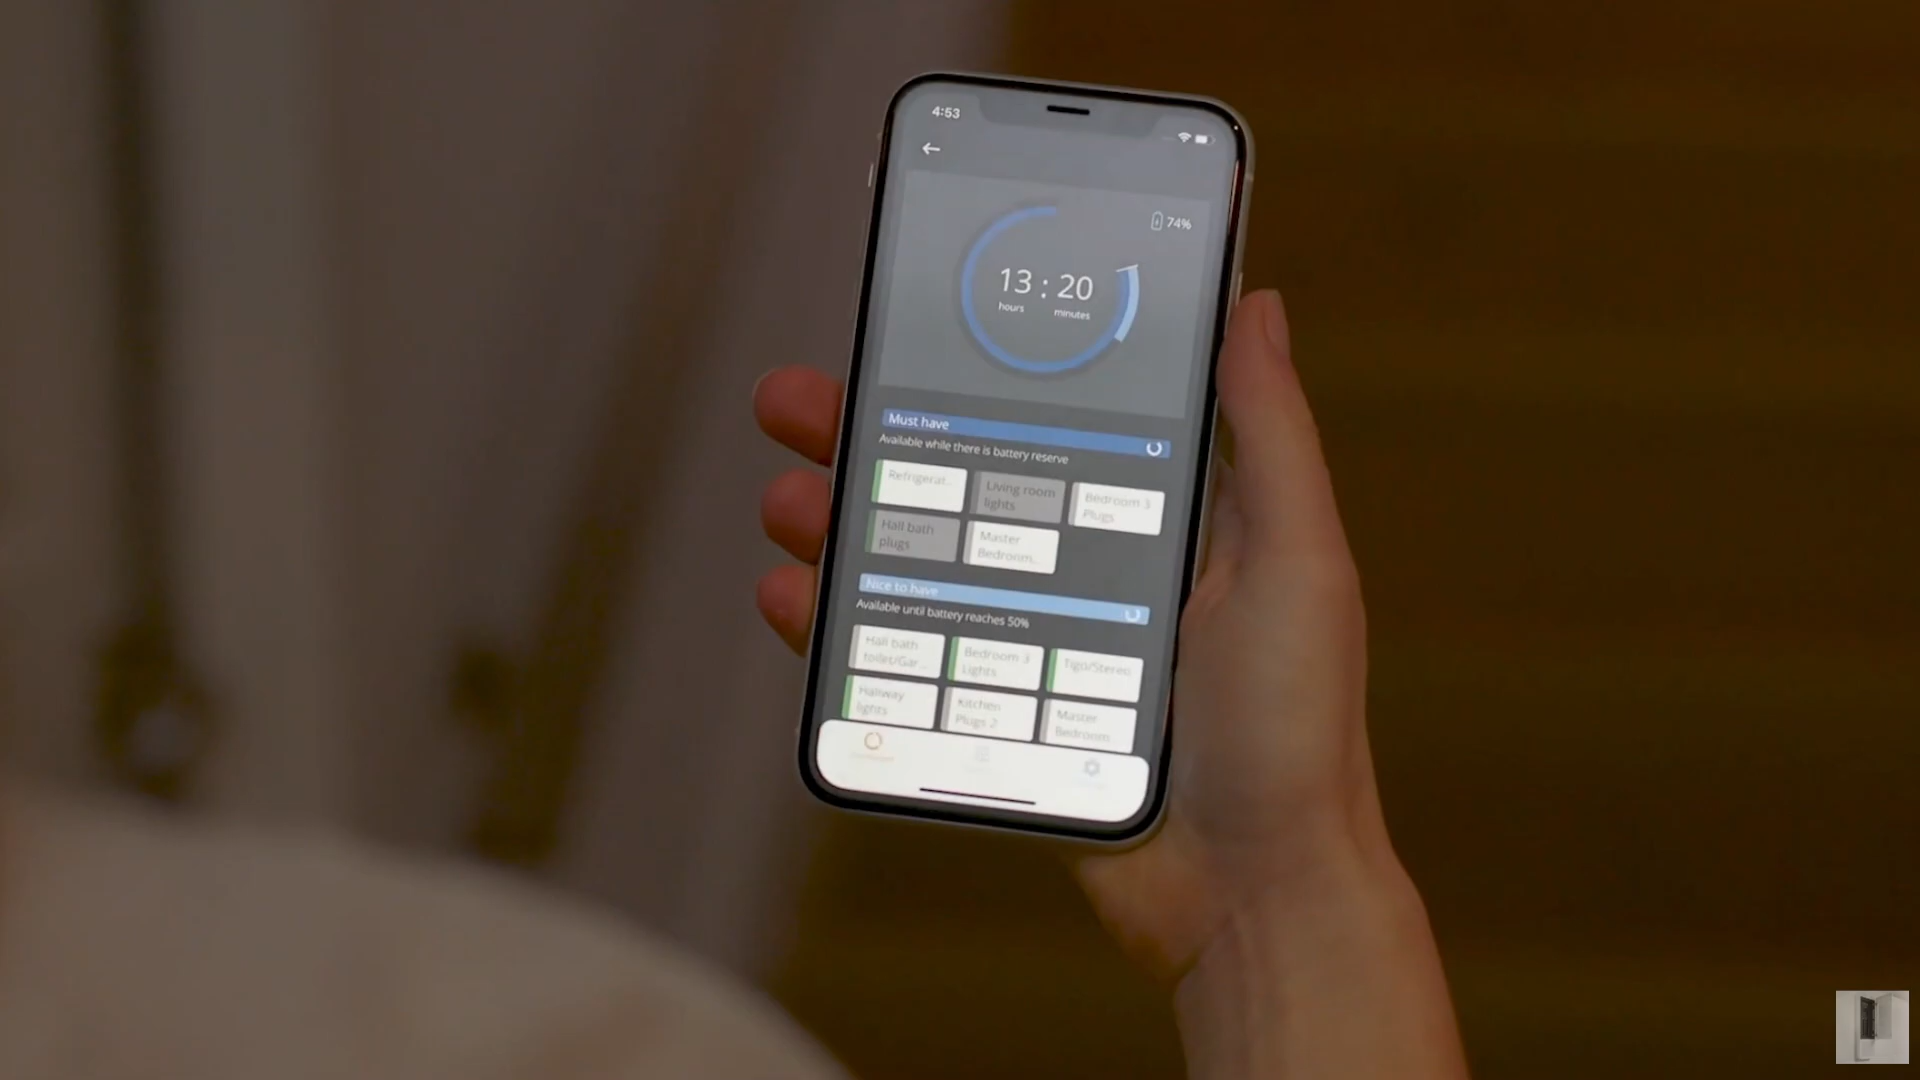 4:53
74%
13 : 20
hours minutes
Must have
Available while there is battery reserve
Refrigerat...
Living room
lights
Bedroom 3
Plugs
Hall bath
plugs
Master
Bedroom...
Nice to have
Available until battery reaches 50%
Hall bath
toilet/Gar...
Bedroom 3
Lights
Tigo/Stereo
Hallway
lights
Kitchen
Plugs 2
Master
Bedroom